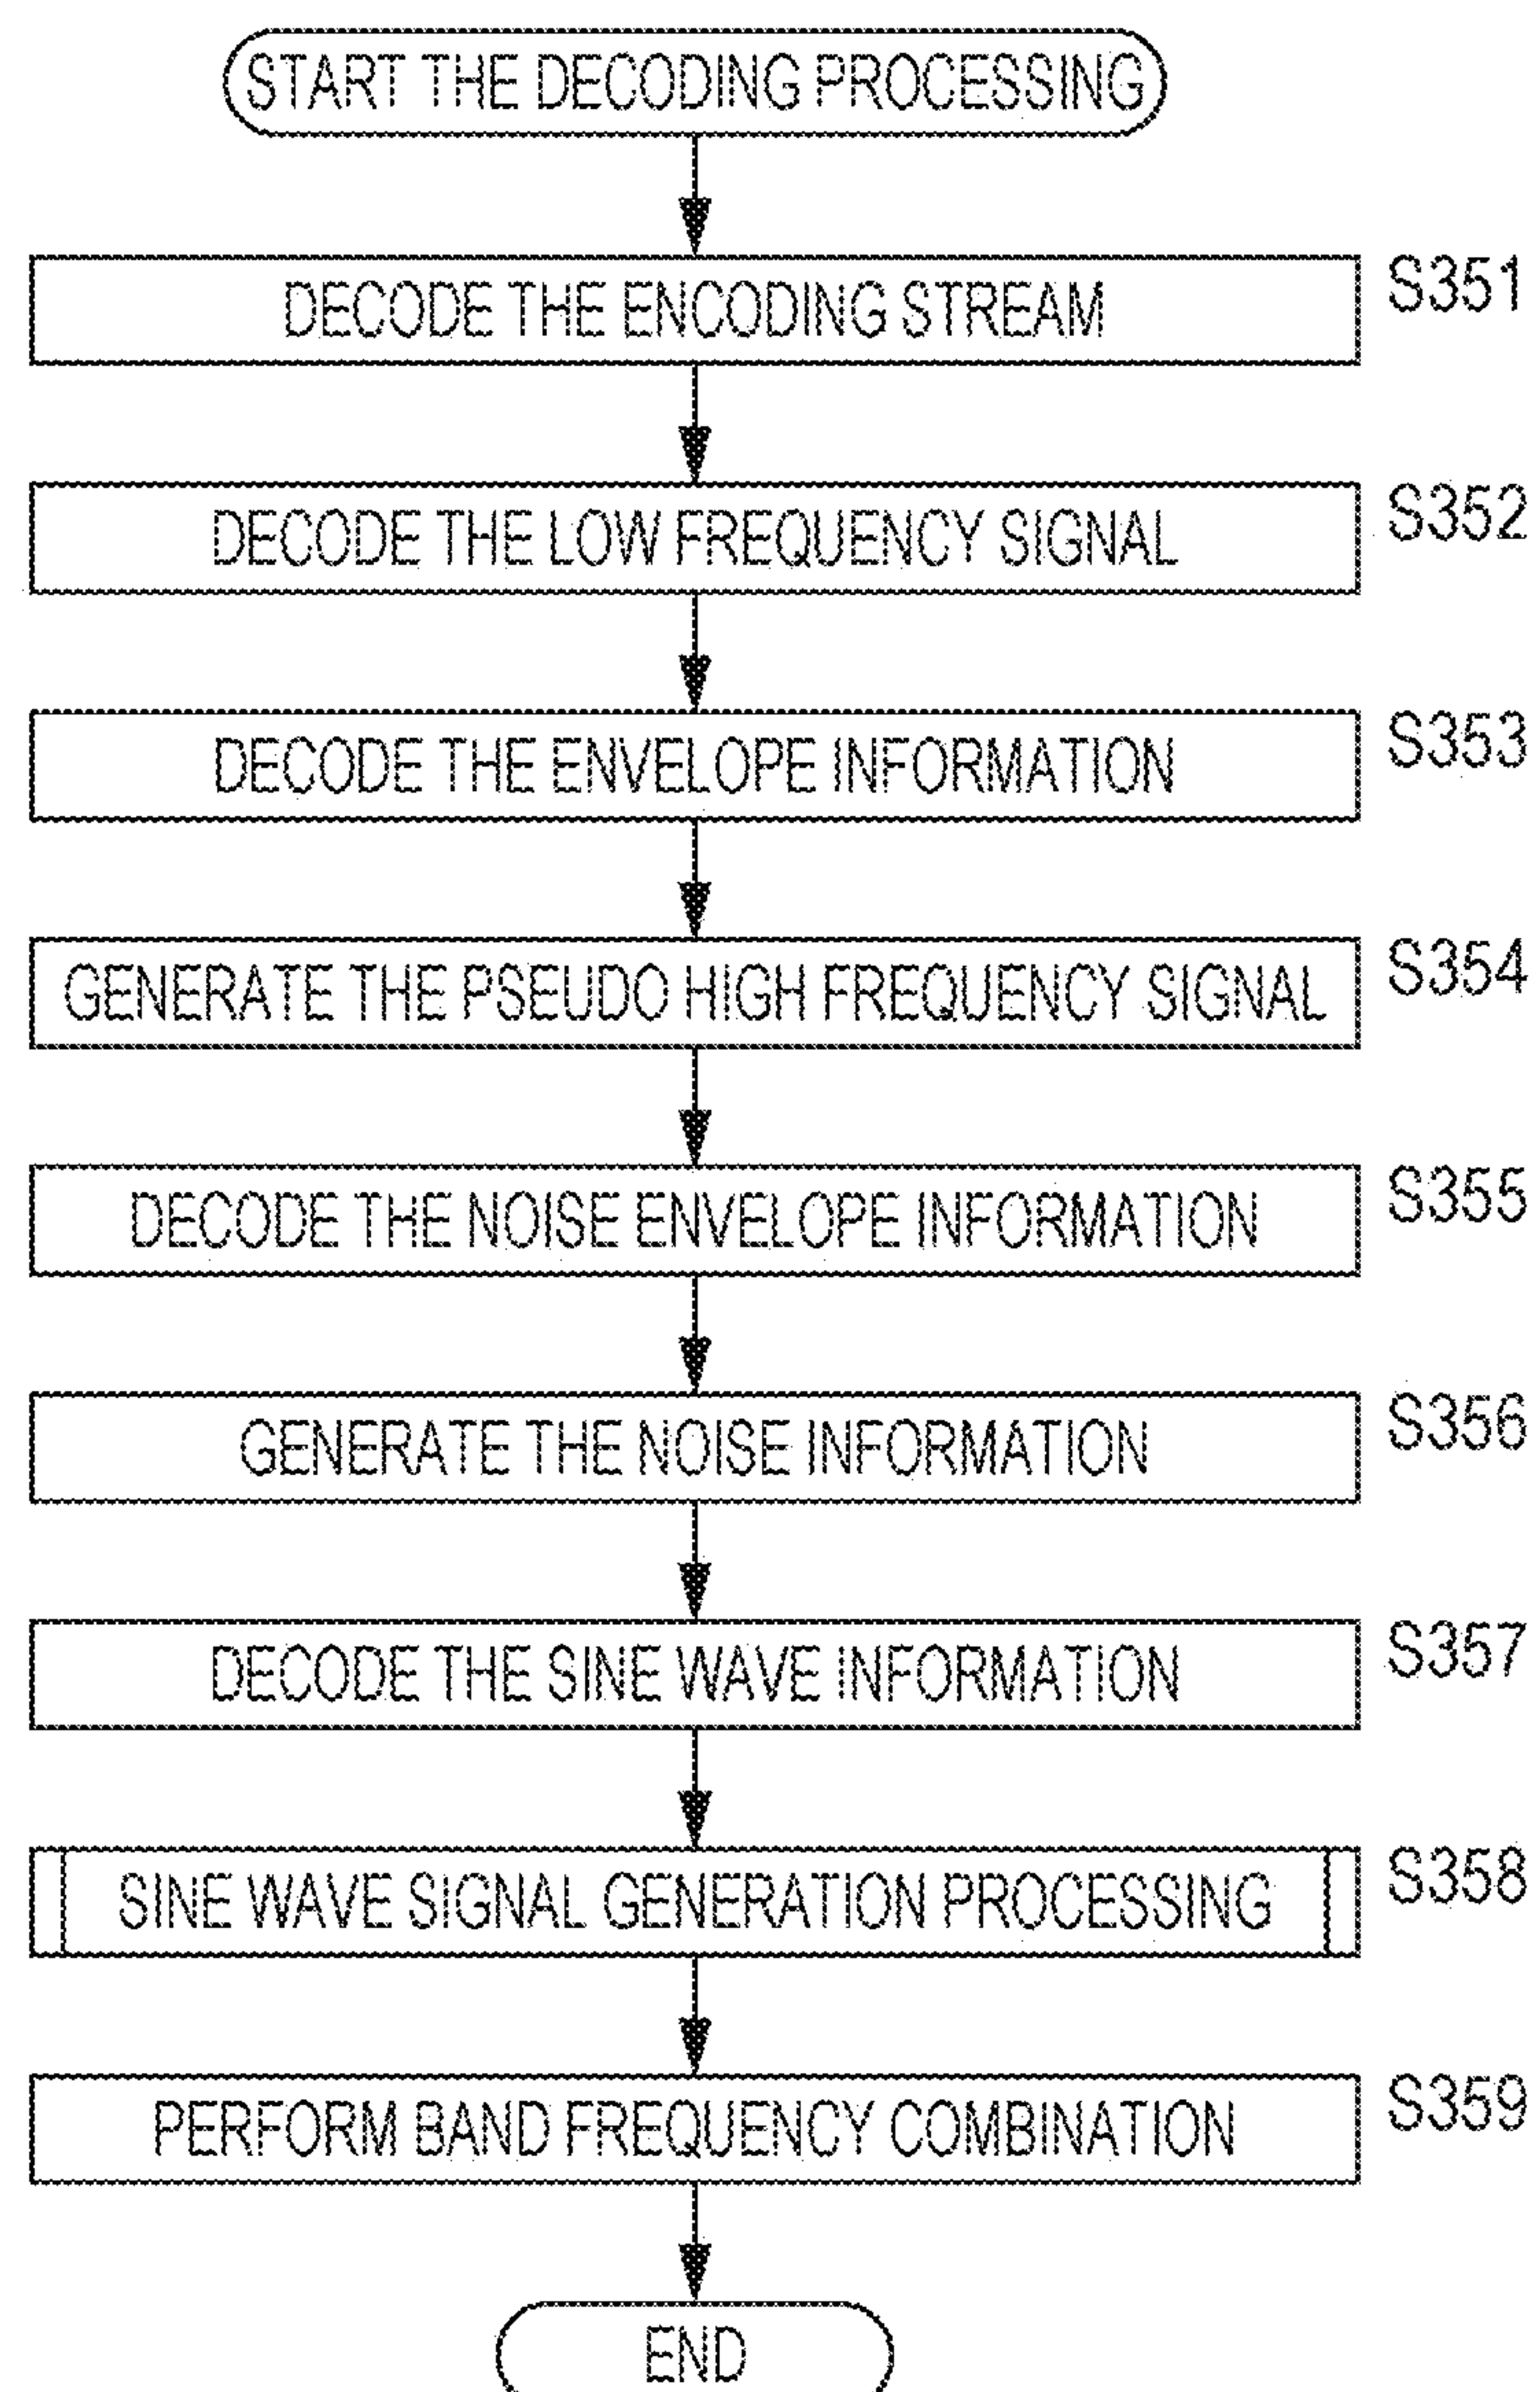 START THE DECODING PROCESSING
DECODE THE ENCODING STREAM S351
DECODE THE LOW FREQUENCY SIGNAL S352
DECODE THE ENVELOPE INFORMATION S353
GENERATE THE PSEUDO HIGH FREQUENCY SIGNAL S354
DECODE THE NOISE ENVELOPE INFORMATION S355
GENERATE THE NOISE INFORMATION S356
DECODE THE SINE WAVE INFORMATION S357
SINE WAVE SIGNAL GENERATION PROCESSING S358
PERFORM BAND FREQUENCY COMBINATION S359
END